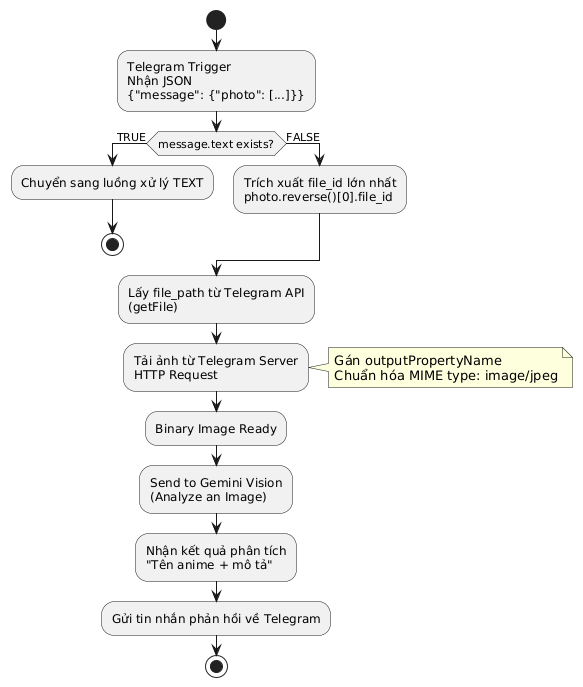 Telegram Trigger
Nhận JSON
{"message": {"photo": [...]}}
message.text exists?
TRUE
FALSE
Chuyển sang luồng xử lý TEXT
Trích xuất file_id lớn nhất
photo.reverse()[0].file_id
Lấy file_path từ Telegram API
(getFile)
Tải ảnh từ Telegram Server
HTTP Request
Gán outputPropertyName
Chuẩn hóa MIME type: image/jpeg
Binary Image Ready
Send to Gemini Vision
(Analyze an Image)
Nhận kết quả phân tích
"Tên anime + mô tả"
Gửi tin nhắn phản hồi về Telegram